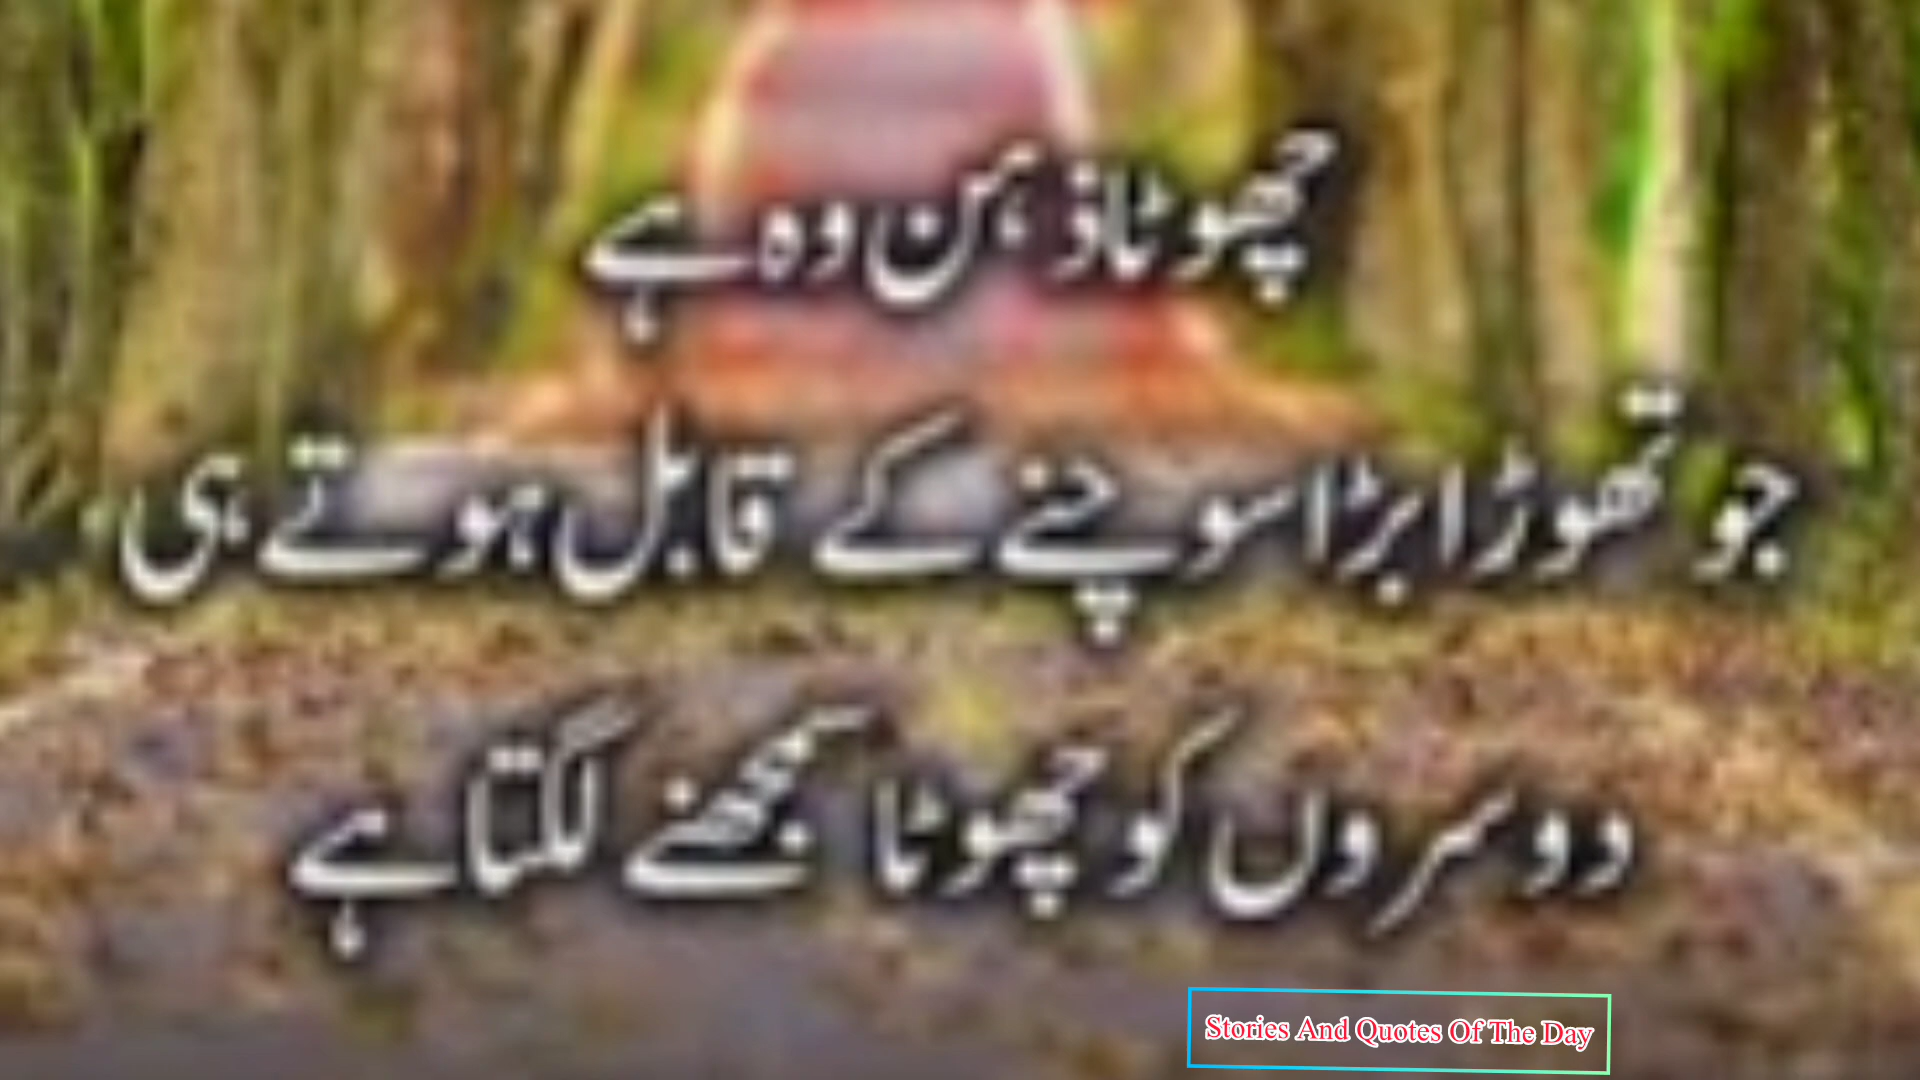 چھوٹا ذہن وہ ہے
جو تھوڑا بڑا سوچنے کے قابل ہوتے ہی
دوسروں کو چھوٹا سمجھنے لگتا ہے
Stories And Quotes Of The Day